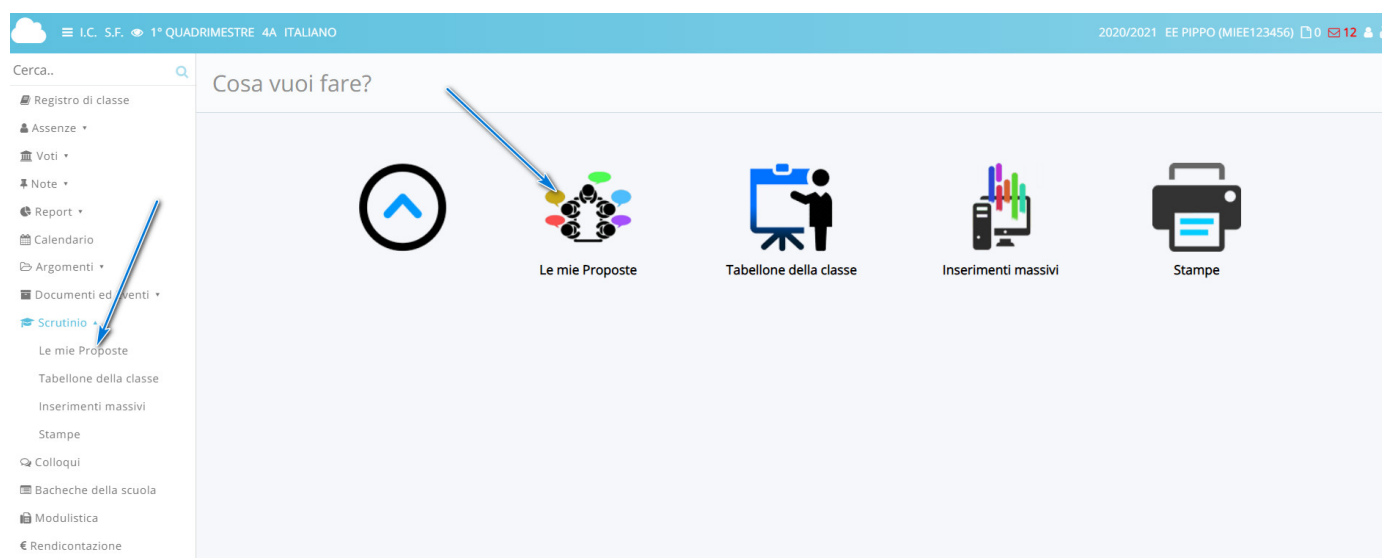 I.C. S.F. 1° QUADRIMESTRE 4A ITALIANO
2020/2021 EE PIPPO (MIEE123456) 0 12
Cerca..
Cosa vuoi fare?
Registro di classe
Assenze
Voti
Note
Report
Calendario
Argomenti
Documenti ed eventi
Scrutinio
Le mie Proposte
Tabellone della classe
Inserimenti massivi
Stampe
Colloqui
Bacheche della scuola
Modulistica
€ Rendicontazione
Le mie Proposte
Tabellone della classe
Inserimenti massivi
Stampe